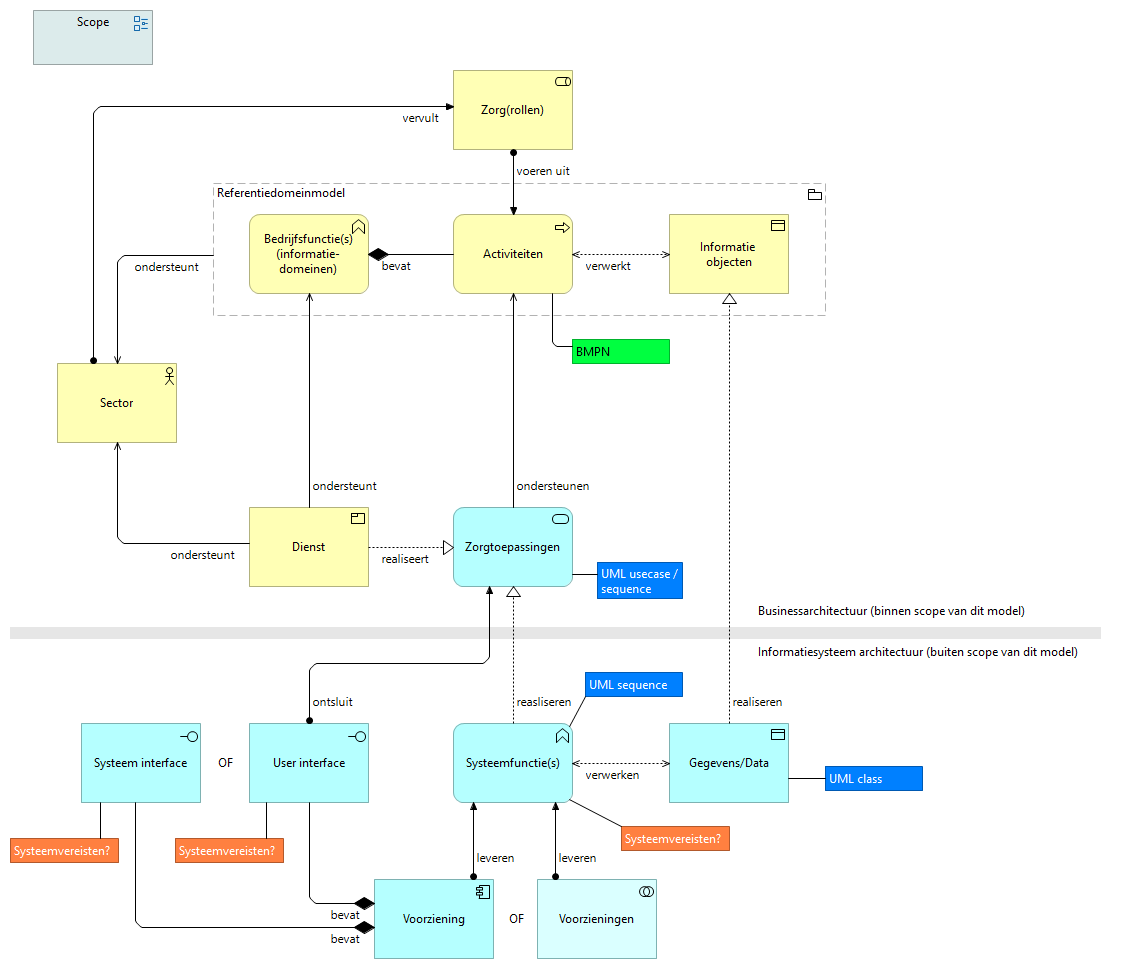 Scope
Zorg(rollen)
vervult
voeren uit
Referentiedomeinmodel
Bedrijfsfunctie(s)
(informatie-
domeinen)
bevat
Activiteiten
verwerkt
Informatie
objecten
ondersteunt
BMPN
Sector
ondersteunt
ondersteunen
Dienst
ondersteunt
realiseert
Zorgtoepassingen
UML usecase /
sequence
Businessarchitectuur (binnen scope van dit model)
Informatiesysteem architectuur (buiten scope van dit model)
UML sequence
ontsluit
reasliseren
realiseren
Systeem interface
OF
User interface
Systeemfunctie(s)
verwerken
Gegevens/Data
UML class
Systeemvereisten?
Systeemvereisten?
Systeemvereisten?
leveren
leveren
bevat
bevat
Voorziening
OF
Voorzieningen